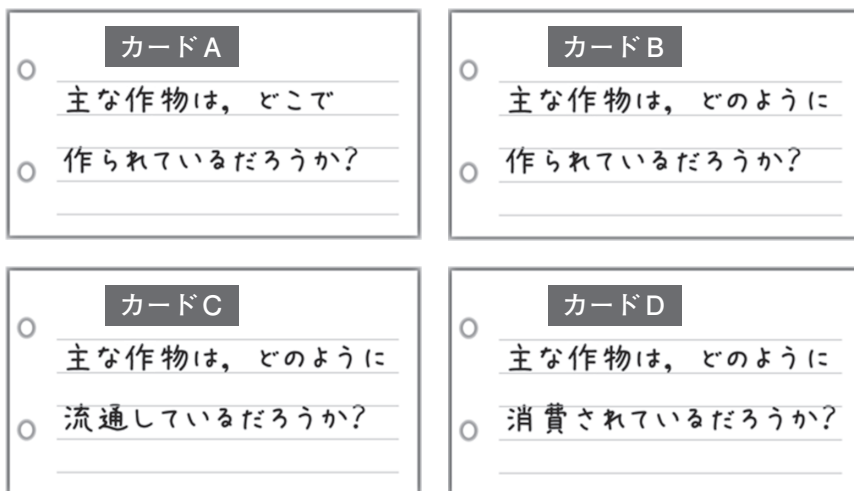 カードA
主な作物は，どこで
作られているだろうか?
カードB
主な作物は，どのように
作られているだろうか?
カードC
主な作物は，どのように
流通しているだろうか?
カードD
主な作物は，どのように
消費されているだろうか?